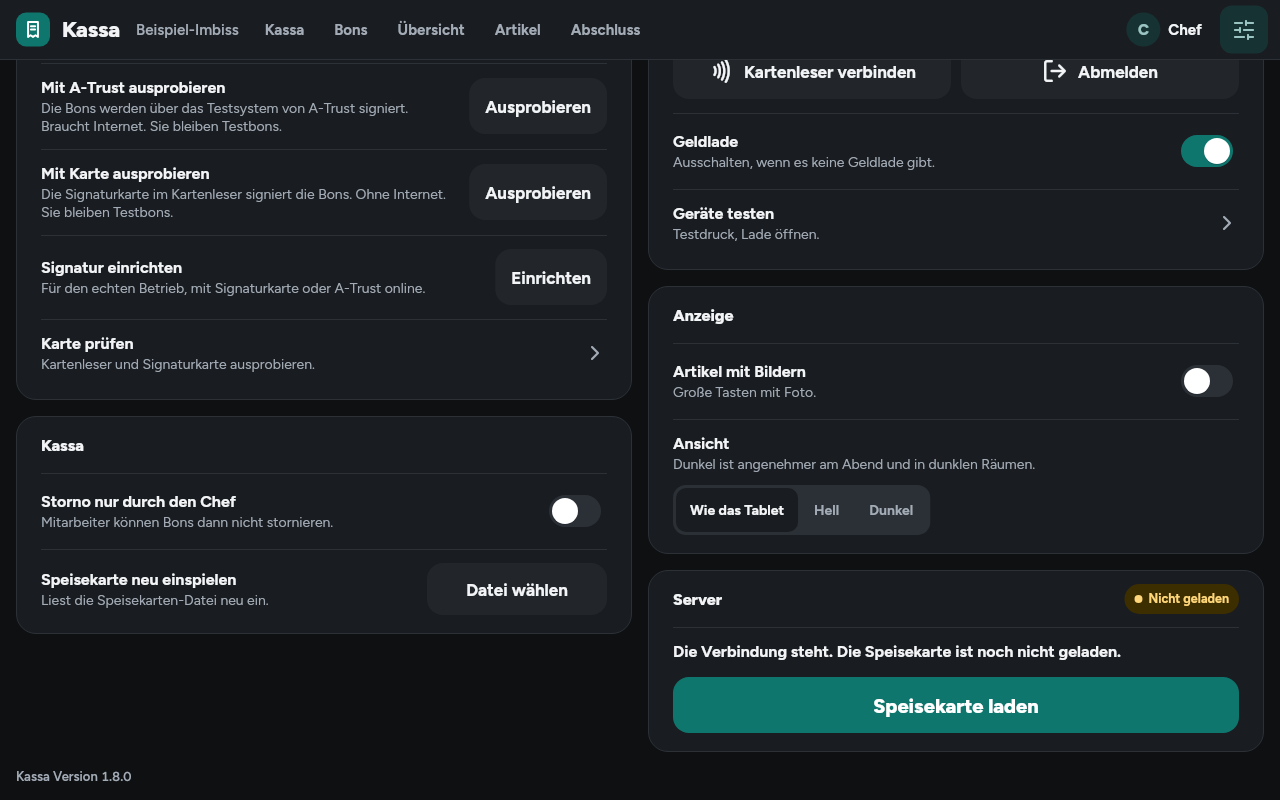 Kassa
Beispiel-Imbiss
Kassa
Bons
Übersicht
Artikel
Abschluss
C
Chef
Mit A-Trust ausprobieren
Die Bons werden über das Testsystem von A-Trust signiert.
Braucht Internet. Sie bleiben Testbons.
Ausprobieren
Mit Karte ausprobieren
Die Signaturkarte im Kartenleser signiert die Bons. Ohne Internet.
Sie bleiben Testbons.
Ausprobieren
Signatur einrichten
Für den echten Betrieb, mit Signaturkarte oder A-Trust online.
Einrichten
Karte prüfen
Kartenleser und Signaturkarte ausprobieren.
Kassa
Storno nur durch den Chef
Mitarbeiter können Bons dann nicht stornieren.
Speisekarte neu einspielen
Liest die Speisekarten-Datei neu ein.
Datei wählen
Kartenleser verbinden
Abmelden
Geldlade
Ausschalten, wenn es keine Geldlade gibt.
Geräte testen
Testdruck, Lade öffnen.
Anzeige
Artikel mit Bildern
Große Tasten mit Foto.
Ansicht
Dunkel ist angenehmer am Abend und in dunklen Räumen.
Wie das Tablet
Hell
Dunkel
Server
Nicht geladen
Die Verbindung steht. Die Speisekarte ist noch nicht geladen.
Speisekarte laden
Kassa Version 1.8.0